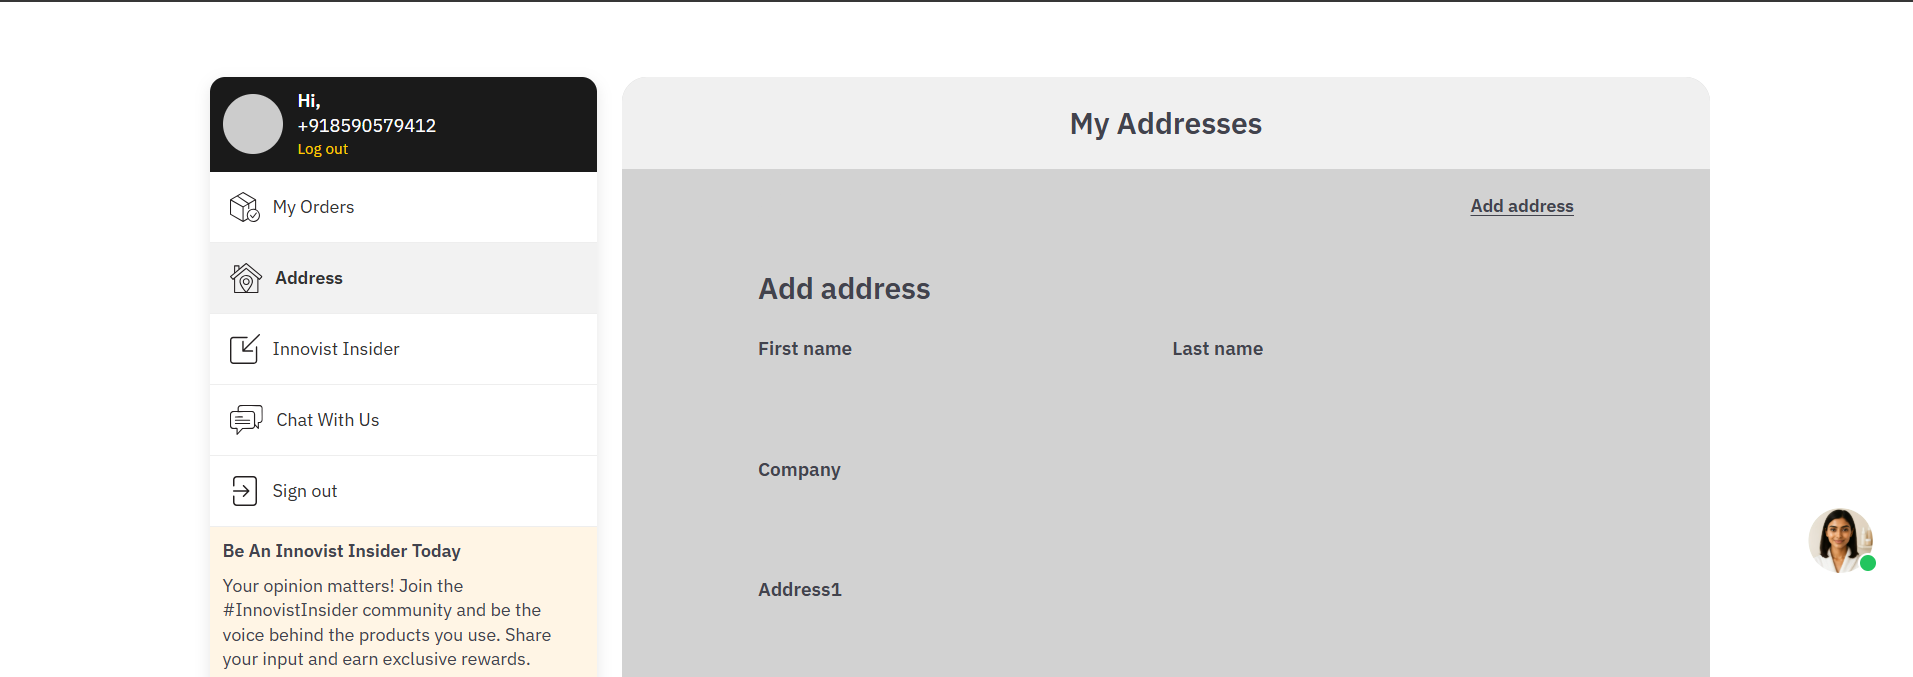 Hi,
+918590579412
Log out
My Orders
Address
Innovist Insider
Chat With Us
Sign out
Be An Innovist Insider Today
Your opinion matters! Join the
#InnovistInsider community and be the
voice behind the products you use. Share
your input and earn exclusive rewards.
My Addresses
Add address
Add address
First name
Last name
Company
Address1